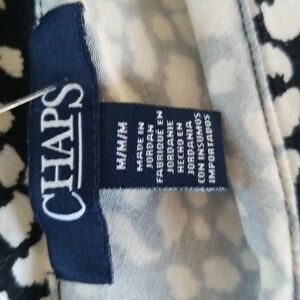 CHAPS
M/M/M
MADE IN
JORDAN
FABRIQUÉ EN
JORDANIE
HECHO EN
JORDANIA
CON INSUMOS
IMPORTADOS